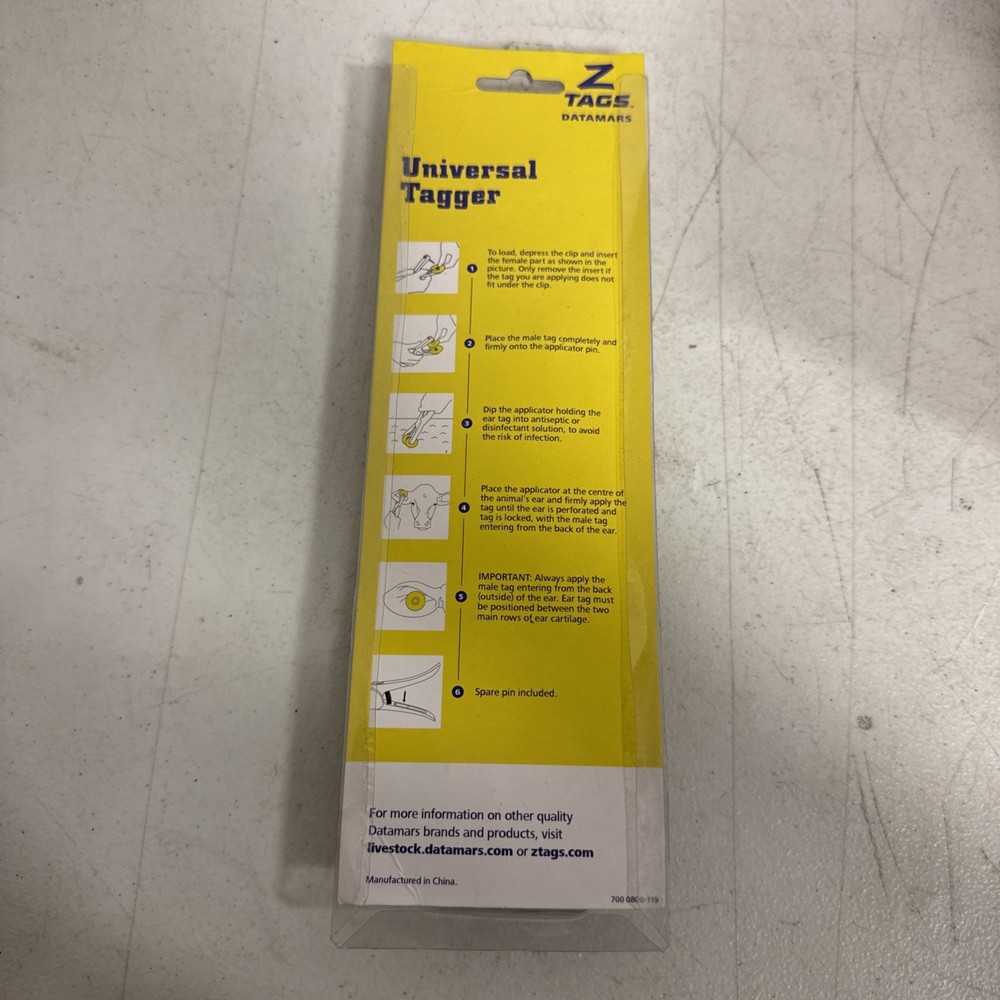 Z
TAGS
DATAMARS
Universal
Tagger
1
To load, depress the clip and insert
the female part as shown in the
picture. Only remove the insert if
the tag you are applying does not
fit under the clip.
2
Place the male tag completely and
firmly onto the applicator pin.
3
Dip the applicator holding the
ear tag into antiseptic or
disinfectant solution, to avoid
the risk of infection.
4
Place the applicator at the centre of
the animal's ear and firmly apply the
tag until the ear is perforated and
tag is locked, with the male tag
entering from the back of the ear.
5
IMPORTANT: Always apply the
male tag entering from the back
(outside) of the ear. Ear tag must
be positioned between the two
main rows of ear cartilage.
6
Spare pin included.
For more information on other quality
Datamars brands and products, visit
livestock.datamars.com or ztags.com
Manufactured in China.
700